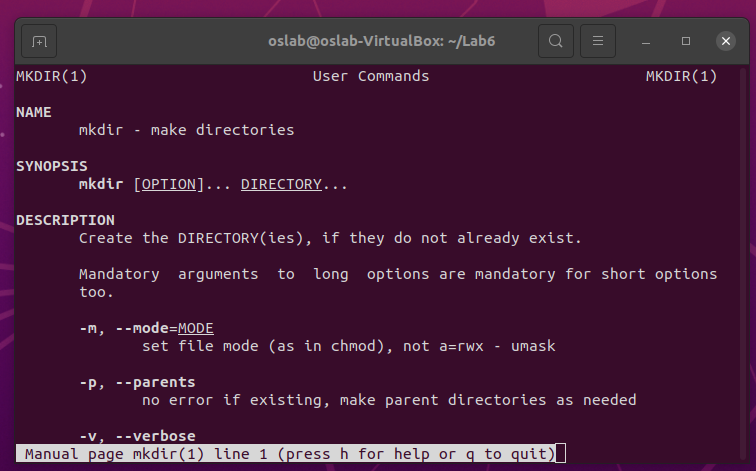 oslab@oslab-VirtualBox: ~/Lab6
MKDIR(1) User Commands MKDIR(1)
NAME
mkdir - make directories
SYNOPSIS
mkdir [OPTION]... DIRECTORY...
DESCRIPTION
Create the DIRECTORY(ies), if they do not already exist.
Mandatory arguments to long options are mandatory for short options
too.
-m, --mode=MODE
set file mode (as in chmod), not a=rwx - umask
-p, --parents
no error if existing, make parent directories as needed
-v, --verbose
Manual page mkdir(1) line 1 (press h for help or q to quit)